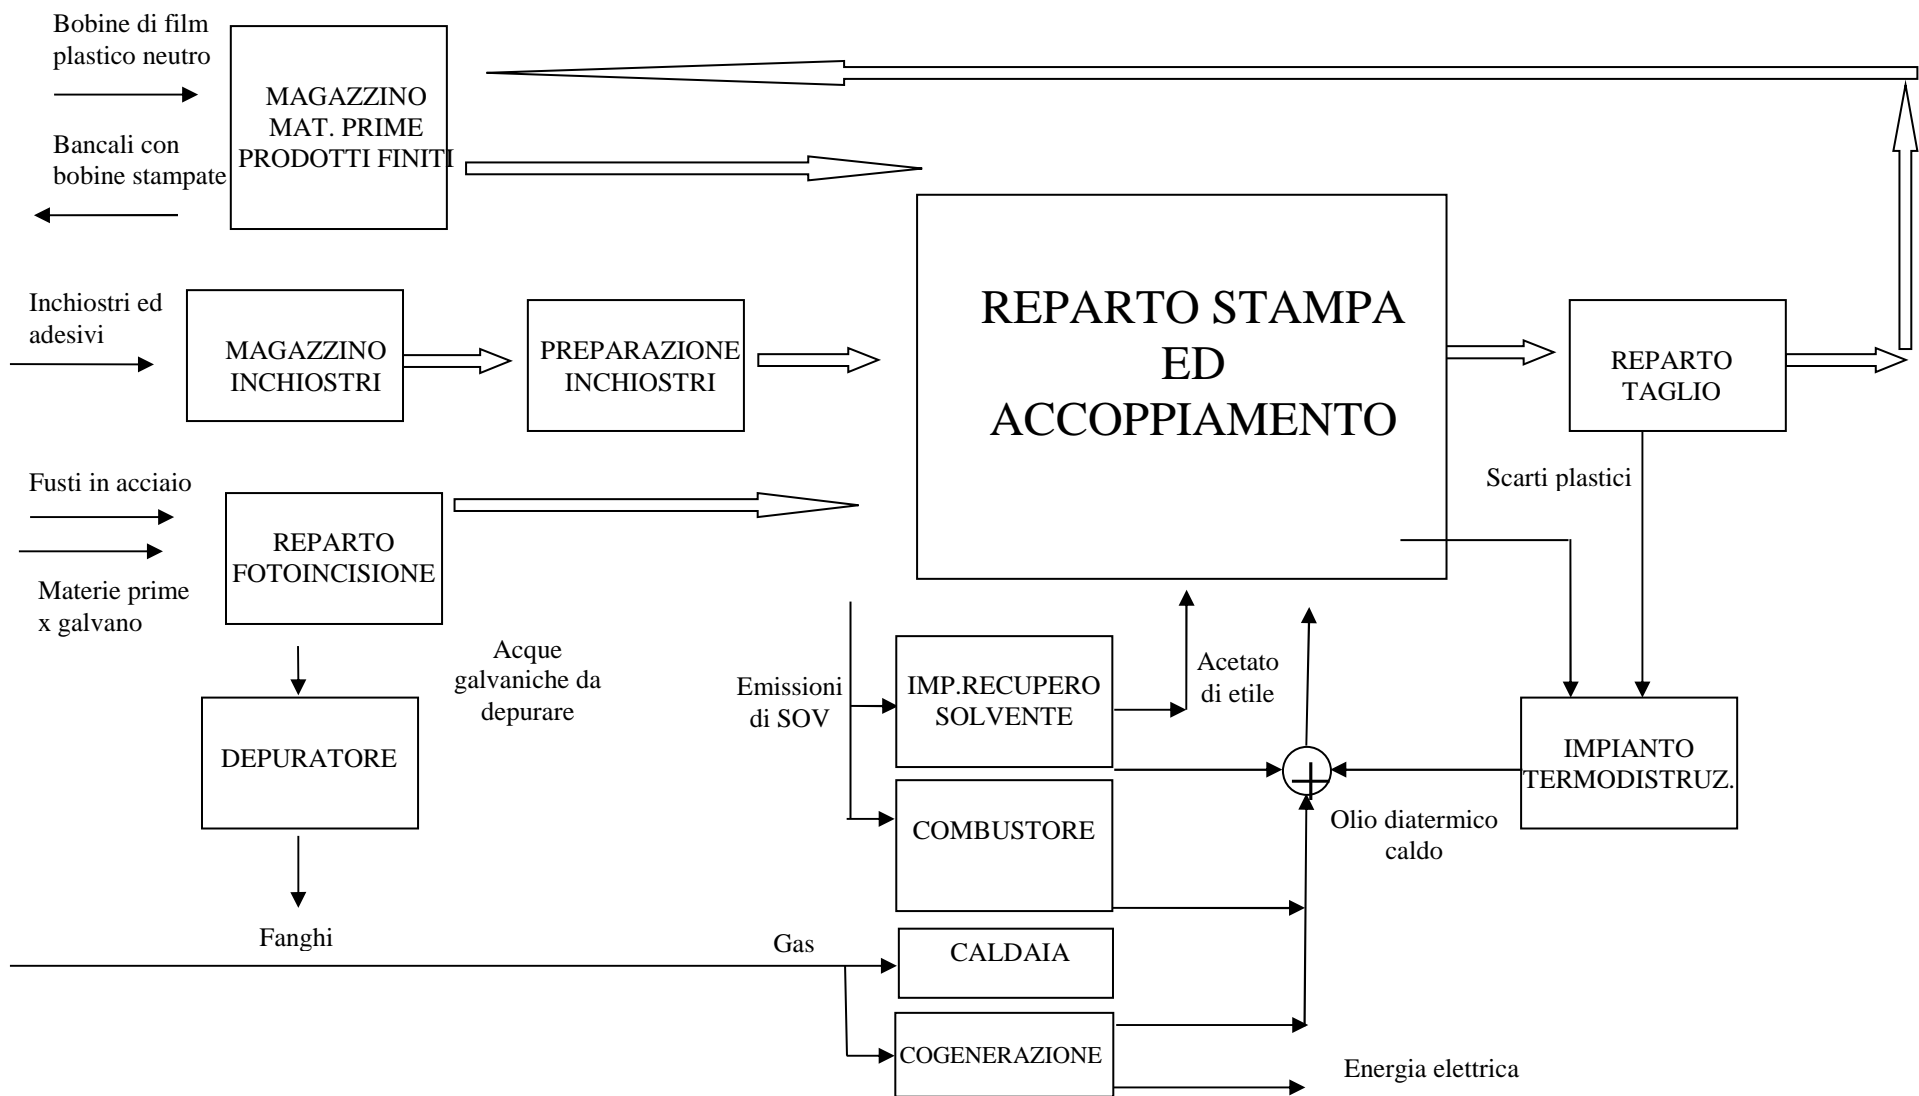 Bobine di film
plastico neutro
MAGAZZINO
MAT. PRIME
PRODOTTI FINITI
Bancali con
bobine stampate
Inchiostri ed
adesivi
MAGAZZINO
INCHIOSTRI
PREPARAZIONE
INCHIOSTRI
REPARTO STAMPA
ED
ACCOPPIAMENTO
REPARTO
TAGLIO
Scarti plastici
Fusti in acciaio
REPARTO
FOTOINCISIONE
Materie prime
x galvano
Acque
galvaniche da
depurare
Emissioni
di SOV
IMP.RECUPERO
SOLVENTE
Acetato
di etile
IMPIANTO
TERMODISTRUZ.
DEPURATORE
COMBUSTORE
Olio diatermico
caldo
Fanghi
Gas
CALDAIA
COGENERAZIONE
Energia elettrica